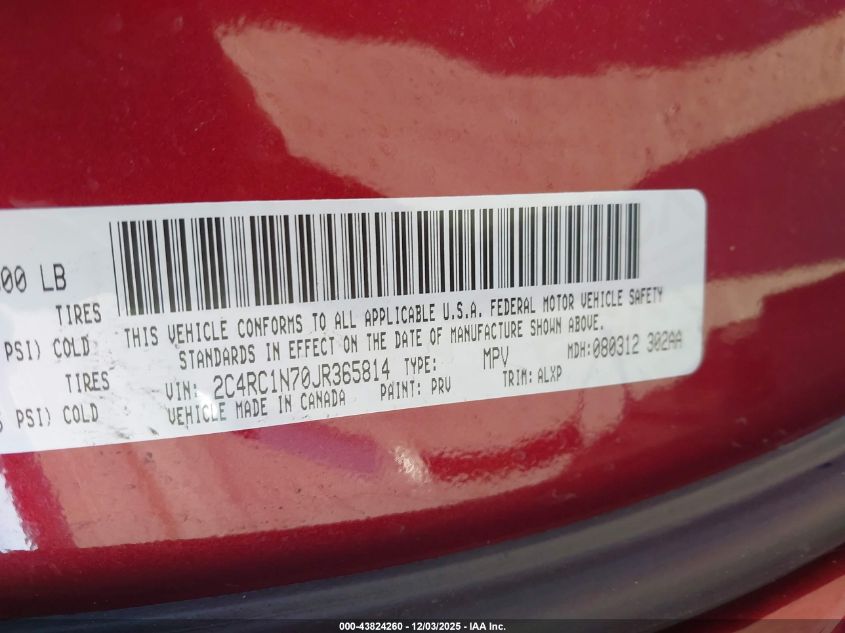 00 LB
TIRES
PSI) COLD
TIRES
PSI) COLD
THIS VEHICLE CONFORMS TO ALL APPLICABLE U.S.A. FEDERAL MOTOR VEHICLE SAFETY
STANDARDS IN EFFECT ON THE DATE OF MANUFACTURE SHOWN ABOVE.
VIN: 2C4RC1N70JR365814 TYPE: MPV MDH:080312 302AA
VEHICLE MADE IN CANADA PAINT: PRV TRIM: ALXP
000-43824260 - 12/03/2025 - IAA Inc.